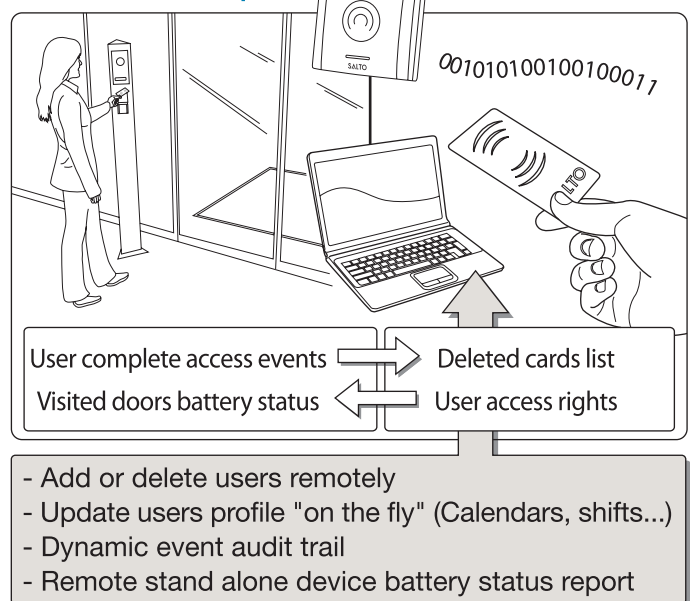 SALTO
001010100100100011
LTO
User complete access events
Deleted cards list
Visited doors battery status
User access rights
- Add or delete users remotely
- Update users profile "on the fly" (Calendars, shifts...)
- Dynamic event audit trail
- Remote stand alone device battery status report